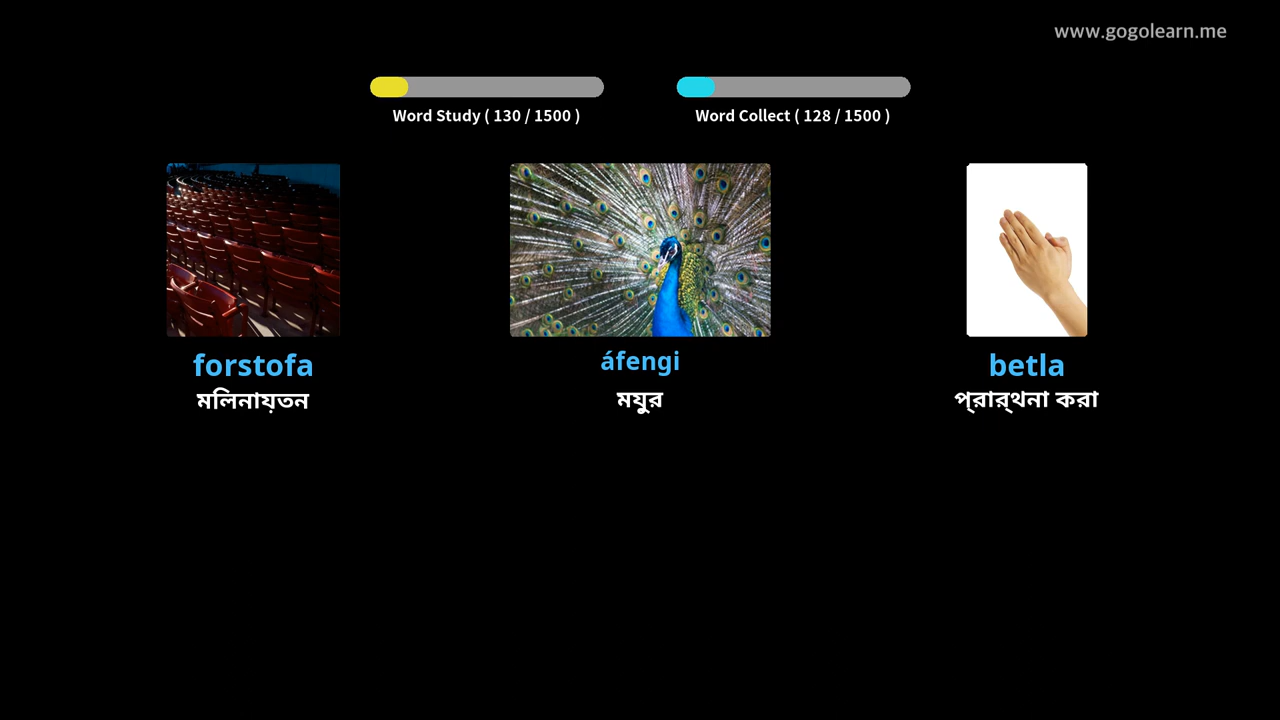 www.gogolearn.me
Word Study ( 130 / 1500 )
Word Collect ( 128 / 1500 )
forstofa
áfengi
betla
মলিনায়তন
ময়ুর
প্রার্থনা করা